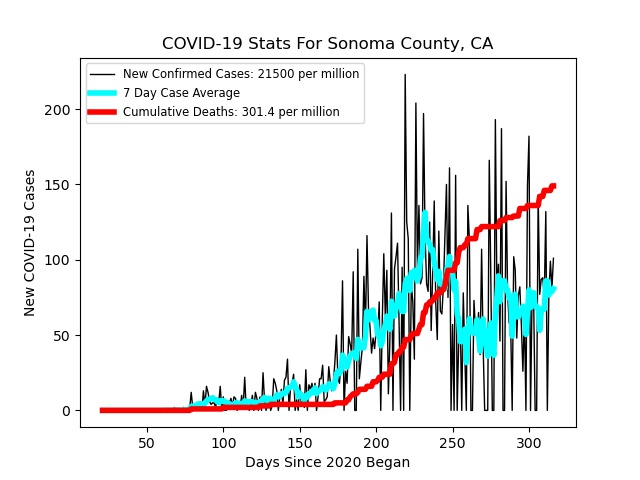 COVID-19 Stats For Sonoma County, CA
New Confirmed Cases: 21500 per million
7 Day Case Average
Cumulative Deaths: 301.4 per million
New COVID-19 Cases
200
150
100
50
0
50 100 150 200 250 300
Days Since 2020 Began